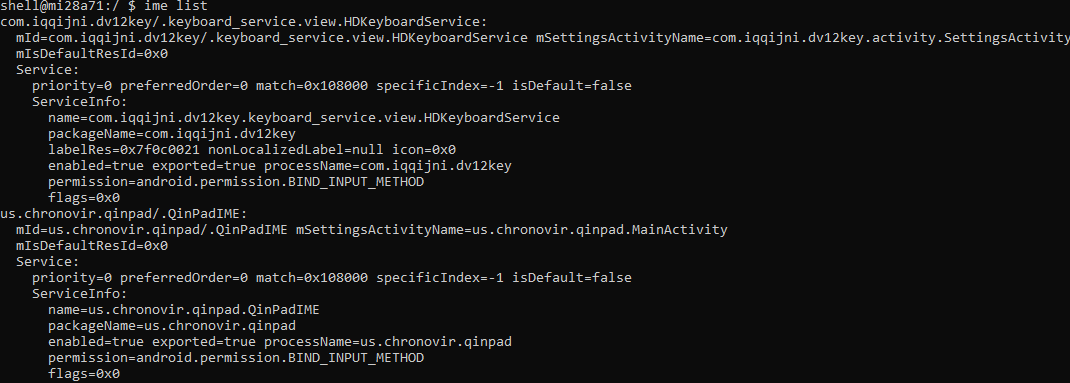 shell@mi28a71:/ $ ime list
com.iqqijni.dv12key/.keyboard_service.view.HDKeyboardService:
  mId=com.iqqijni.dv12key/.keyboard_service.view.HDKeyboardService mSettingsActivityName=com.iqqijni.dv12key.activity.SettingsActivity
  mIsDefaultResId=0x0
  Service:
    priority=0 preferredOrder=0 match=0x108000 specificIndex=-1 isDefault=false
    ServiceInfo:
      name=com.iqqijni.dv12key.keyboard_service.view.HDKeyboardService
      packageName=com.iqqijni.dv12key
      labelRes=0x7f0c0021 nonLocalizedLabel=null icon=0x0
      enabled=true exported=true processName=com.iqqijni.dv12key
      permission=android.permission.BIND_INPUT_METHOD
      flags=0x0
us.chronovir.qinpad/.QinPadIME:
  mId=us.chronovir.qinpad/.QinPadIME mSettingsActivityName=us.chronovir.qinpad.MainActivity
  mIsDefaultResId=0x0
  Service:
    priority=0 preferredOrder=0 match=0x108000 specificIndex=-1 isDefault=false
    ServiceInfo:
      name=us.chronovir.qinpad.QinPadIME
      packageName=us.chronovir.qinpad
      enabled=true exported=true processName=us.chronovir.qinpad
      permission=android.permission.BIND_INPUT_METHOD
      flags=0x0